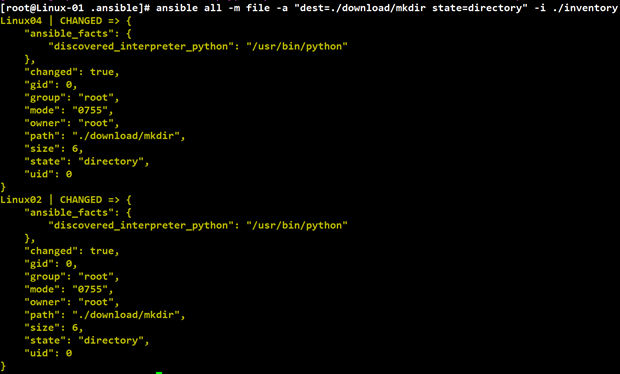 [root@Linux-01 .ansible]# ansible all -m file -a "dest=./download/mkdir state=directory" -i ./inventory
Linux04 | CHANGED => {
    "ansible_facts": {
        "discovered_interpreter_python": "/usr/bin/python"
    },
    "changed": true,
    "gid": 0,
    "group": "root",
    "mode": "0755",
    "owner": "root",
    "path": "./download/mkdir",
    "size": 6,
    "state": "directory",
    "uid": 0
}
Linux02 | CHANGED => {
    "ansible_facts": {
        "discovered_interpreter_python": "/usr/bin/python"
    },
    "changed": true,
    "gid": 0,
    "group": "root",
    "mode": "0755",
    "owner": "root",
    "path": "./download/mkdir",
    "size": 6,
    "state": "directory",
    "uid": 0
}